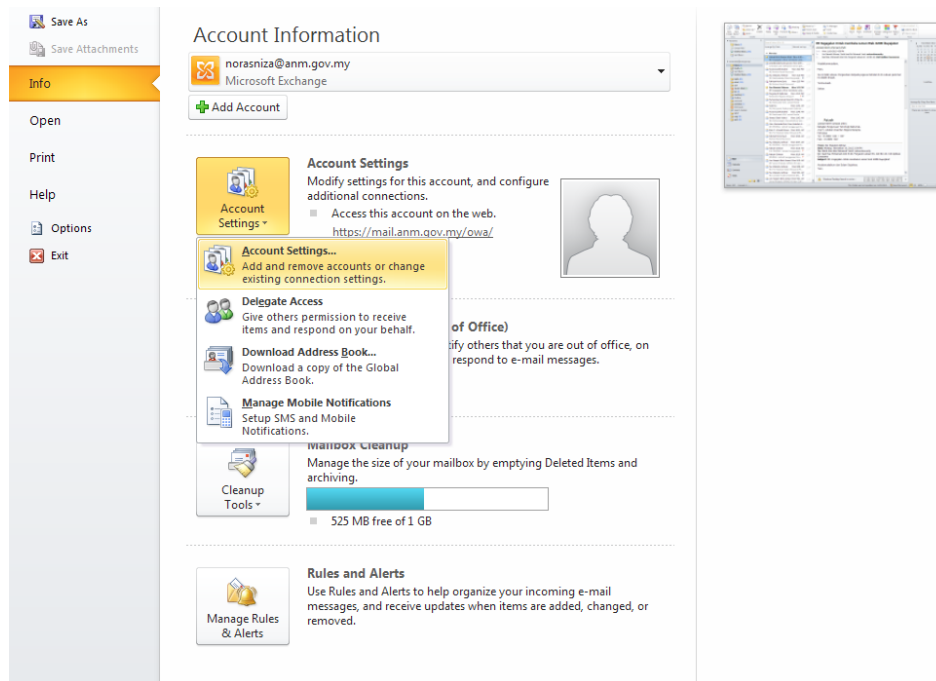 Save As
Save Attachments
Info
Open
Print
Help
Options
Exit
Account Information
norasniza@anm.gov.my
Microsoft Exchange
Add Account
Account Settings
Account Settings
Modify settings for this account, and configure
additional connections.
Access this account on the web.
https://mail.anm.gov.my/owa/
Account Settings...
Add and remove accounts or change
existing connection settings.
Delegate Access
Give others permission to receive
items and respond on your behalf.
Download Address Book...
Download a copy of the Global
Address Book.
Manage Mobile Notifications
Setup SMS and Mobile
Notifications.
of Office)
ify others that you are out of office, on
respond to e-mail messages.
Cleanup
Tools
Mailbox Cleanup
Manage the size of your mailbox by emptying Deleted Items and
archiving.
525 MB free of 1 GB
Manage Rules
& Alerts
Rules and Alerts
Use Rules and Alerts to help organize your incoming e-mail
messages, and receive updates when items are added, changed, or
removed.